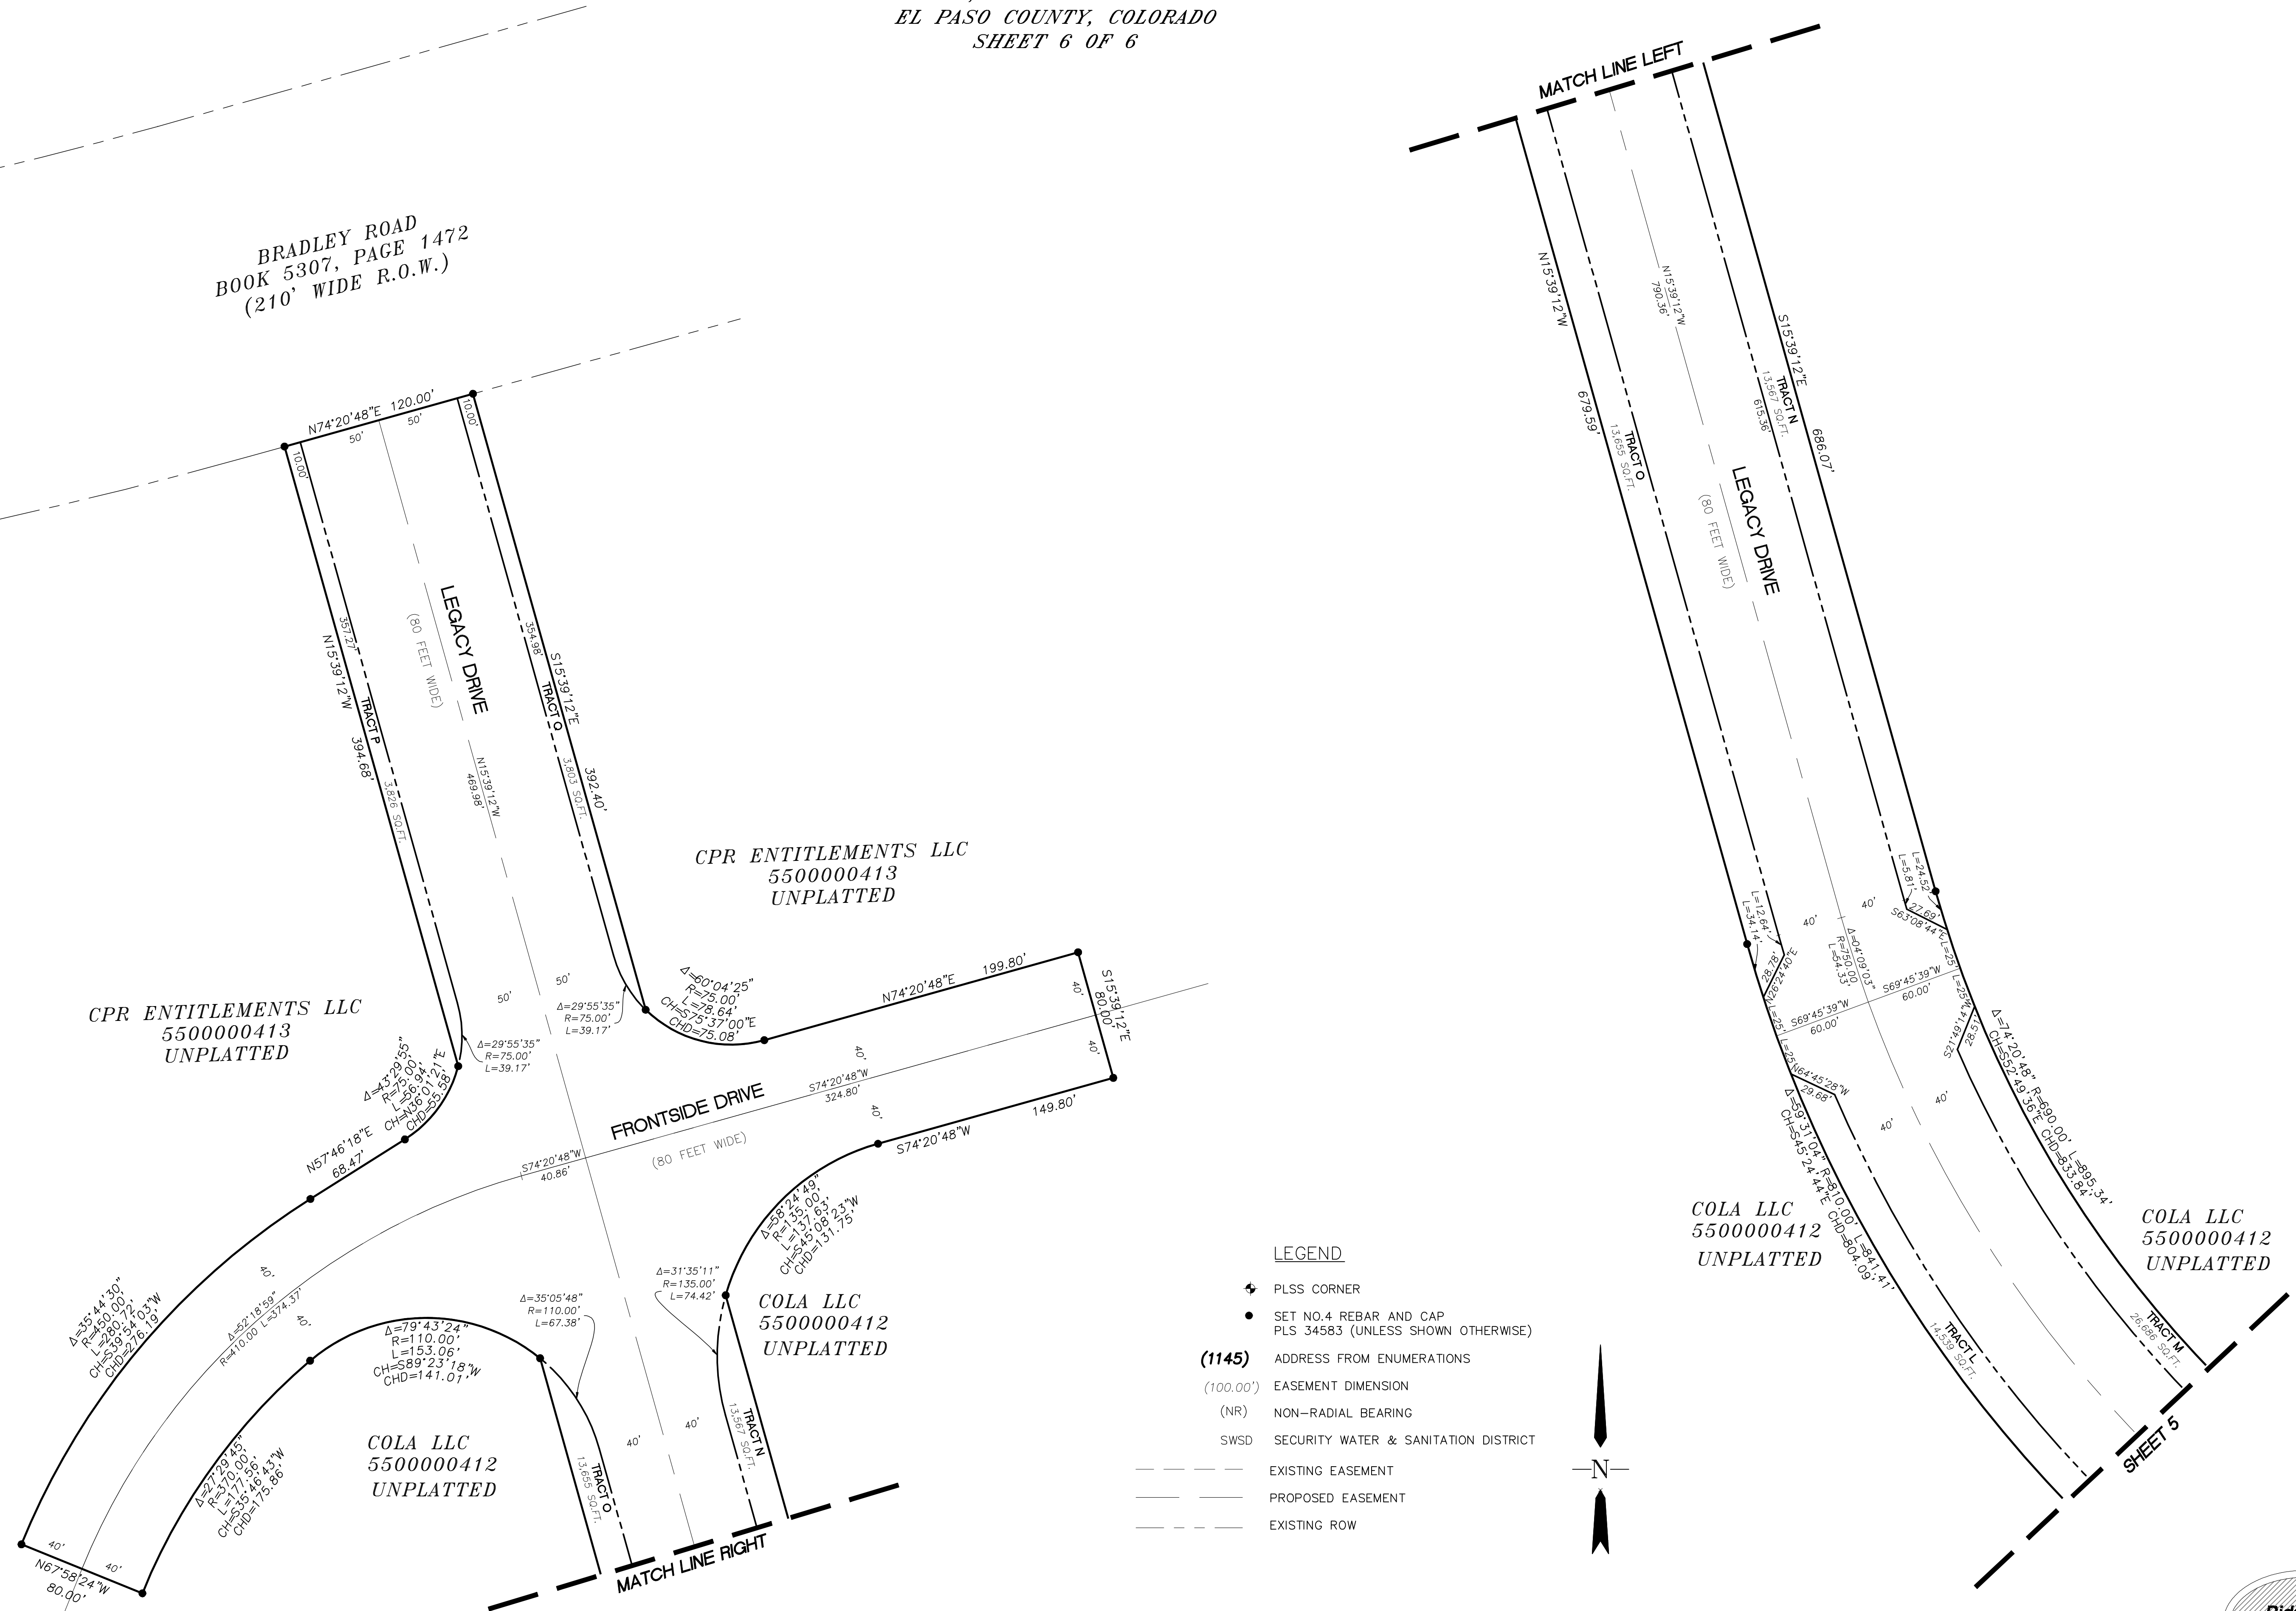 EL PASO COUNTY, COLORADO
SHEET 6 OF 6
BRADLEY ROAD
BOOK 5307, PAGE 1472
(210' WIDE R.O.W.)
N74°20'48"E 120.00'
50'
50'
10.00'
10.00'
357.27'
N15°39'12"W
TRACT P
394.68'
3,826 SQ.FT.
LEGACY DRIVE
(80 FEET WIDE)
N15°39'12"W
469.98'
354.98'
S15°39'12"E
TRACT Q
3,803 SQ.FT.
392.40'
CPR ENTITLEMENTS LLC
5500000413
UNPLATTED
CPR ENTITLEMENTS LLC
5500000413
UNPLATTED
50'
50'
Δ=29°55'35"
R=75.00'
L=39.17'
Δ=29°55'35"
R=75.00'
L=39.17'
Δ=60°04'25"
R=75.00'
L=78.64'
CH=S75°37'00"E
CHD=75.08'
N74°20'48"E
199.80'
S15°39'12"E
80.00'
40'
40'
Δ=43°29'55"
R=75.00'
L=56.94'
CH=N36°01'21"E
CHD=55.58'
N57°46'18"E
68.47'
FRONTSIDE DRIVE
(80 FEET WIDE)
S74°20'48"W
324.80'
40'
40'
S74°20'48"W
40.86'
S74°20'48"W
149.80'
Δ=58°24'49"
R=135.00'
L=137.63'
CH=S45°08'23"W
CHD=131.75'
Δ=31°35'11"
R=135.00'
L=74.42'
Δ=35°05'48"
R=110.00'
L=67.38'
Δ=35°44'30"
R=450.00'
L=280.72'
CH=S39°54'03"W
CHD=276.19'
40'
40'
Δ=52°18'59"
R=410.00 L=374.37'
Δ=79°43'24"
R=110.00'
L=153.06'
CH=S89°23'18"W
CHD=141.01'
Δ=27°29'45"
R=370.00'
L=177.56'
CH=S35°46'43"W
CHD=175.86'
COLA LLC
5500000412
UNPLATTED
COLA LLC
5500000412
UNPLATTED
40'
40'
N67°58'24"W
80.00'
TRACT O
13,655 SQ.FT.
40'
40'
TRACT N
13,567 SQ.FT.
MATCH LINE RIGHT
MATCH LINE LEFT
N15°39'12"W
679.59'
TRACT O
13,655 SQ.FT.
N15°39'12"W
790.36'
LEGACY DRIVE
(80 FEET WIDE)
S15°39'12"E
TRACT N
13,567 SQ.FT.
615.36'
686.07'
L=12.64'
L=34.14'
28.78'
N26°24'40"E
L=25'
L=25'
40'
40'
Δ=04°09'03"
R=750.00'
L=54.33'
L=24.52
L=5.81'
27.69'
S63°08'44"E
L=25'
L=25'
S69°45'39"W
60.00'
S69°45'39"W
60.00'
S21°49'14"W
28.51'
N64°45'28"W
29.68'
40'
40'
Δ=74°20'48" R=690.00' L=895.34'
CH=S52°49'36"E CHD=833.84'
Δ=59°31'04" R=810.00' L=841.41'
CH=S45°24'44"E CHD=804.09'
COLA LLC
5500000412
UNPLATTED
COLA LLC
5500000412
UNPLATTED
TRACT L
14,539 SQ.FT.
TRACT M
26,686 SQ.FT.
SHEET 5
LEGEND
PLSS CORNER
SET NO.4 REBAR AND CAP
PLS 34583 (UNLESS SHOWN OTHERWISE)
(1145) ADDRESS FROM ENUMERATIONS
(100.00') EASEMENT DIMENSION
(NR) NON-RADIAL BEARING
SWSD SECURITY WATER & SANITATION DISTRICT
EXISTING EASEMENT
PROPOSED EASEMENT
EXISTING ROW
N